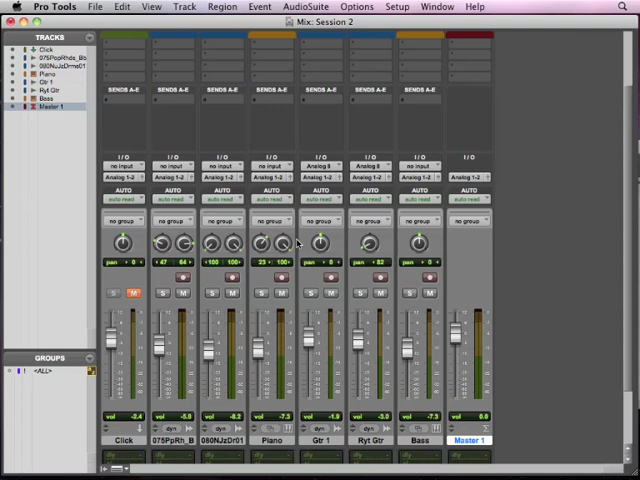 Pro Tools File Edit View Track Region Event AudioSuite Options Setup Window Help
Mix: Session 2
TRACKS
Click
075PopRhds_Bb
080NuJzDrms01
Piano
Gtr 1
Ryt Gtr
Bass
Master 1
SENDS A-E SENDS A-E SENDS A-E SENDS A-E SENDS A-E SENDS A-E SENDS A-E
I / O I / O I / O I / O I / O I / O I / O I / O
no input no input no input no input Analog 8 Analog 8 no input
Analog 1-2 Analog 1-2 Analog 1-2 Analog 1-2 Analog 1-2 Analog 1-2 Analog 1-2 Analog 1-2
AUTO AUTO AUTO AUTO AUTO AUTO AUTO AUTO
auto read auto read auto read auto read auto read auto read auto read auto read
no group no group no group no group no group no group no group no group
pan 0 47 64 100 100 23 100 pan 0 pan 82 pan 0
S M S M S M S M S M S M S M
GROUPS
! <ALL>
vol -2.4 vol -5.0 vol -8.2 vol -7.3 vol -1.9 vol -3.0 vol -7.3 vol 0.0
dyn dyn dyn dyn
Click 075PpRh_B 080NJzDr01 Piano Gtr 1 Ryt Gtr Bass Master 1